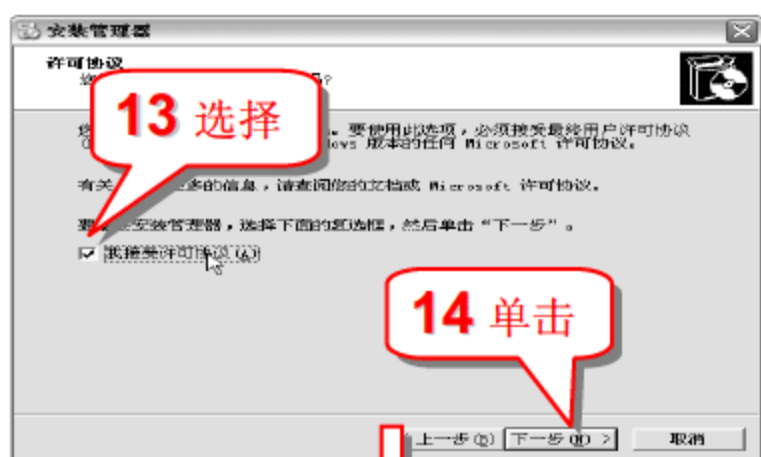 安装管理器
许可协议
您 ?
13 选择
。要使用此选项，必须接受最终用户许可协议
ows 版本的任何 Microsoft 许可协议。
有关 多的信息，请查阅您的文档或 Microsoft 许可协议。
要 安装管理器，选择下面的复选框，然后单击“下一步”。
我接受许可协议(A)
14 单击
上一步(B) 下一步(N) > 取消